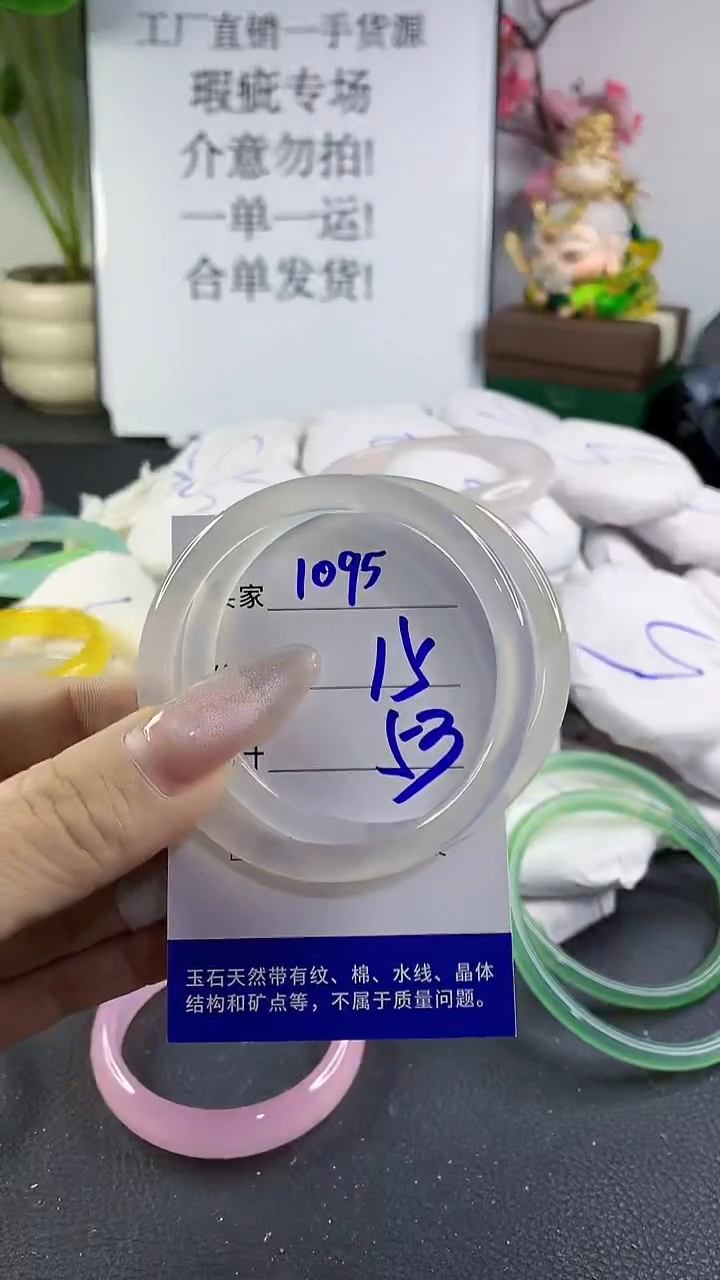 工厂直销一手货源
瑕疵专场
介意勿拍!
一单一运!
合单发货!
家 1095
15
53
玉石天然带有纹、棉、水线、晶体
结构和矿点等，不属于质量问题。